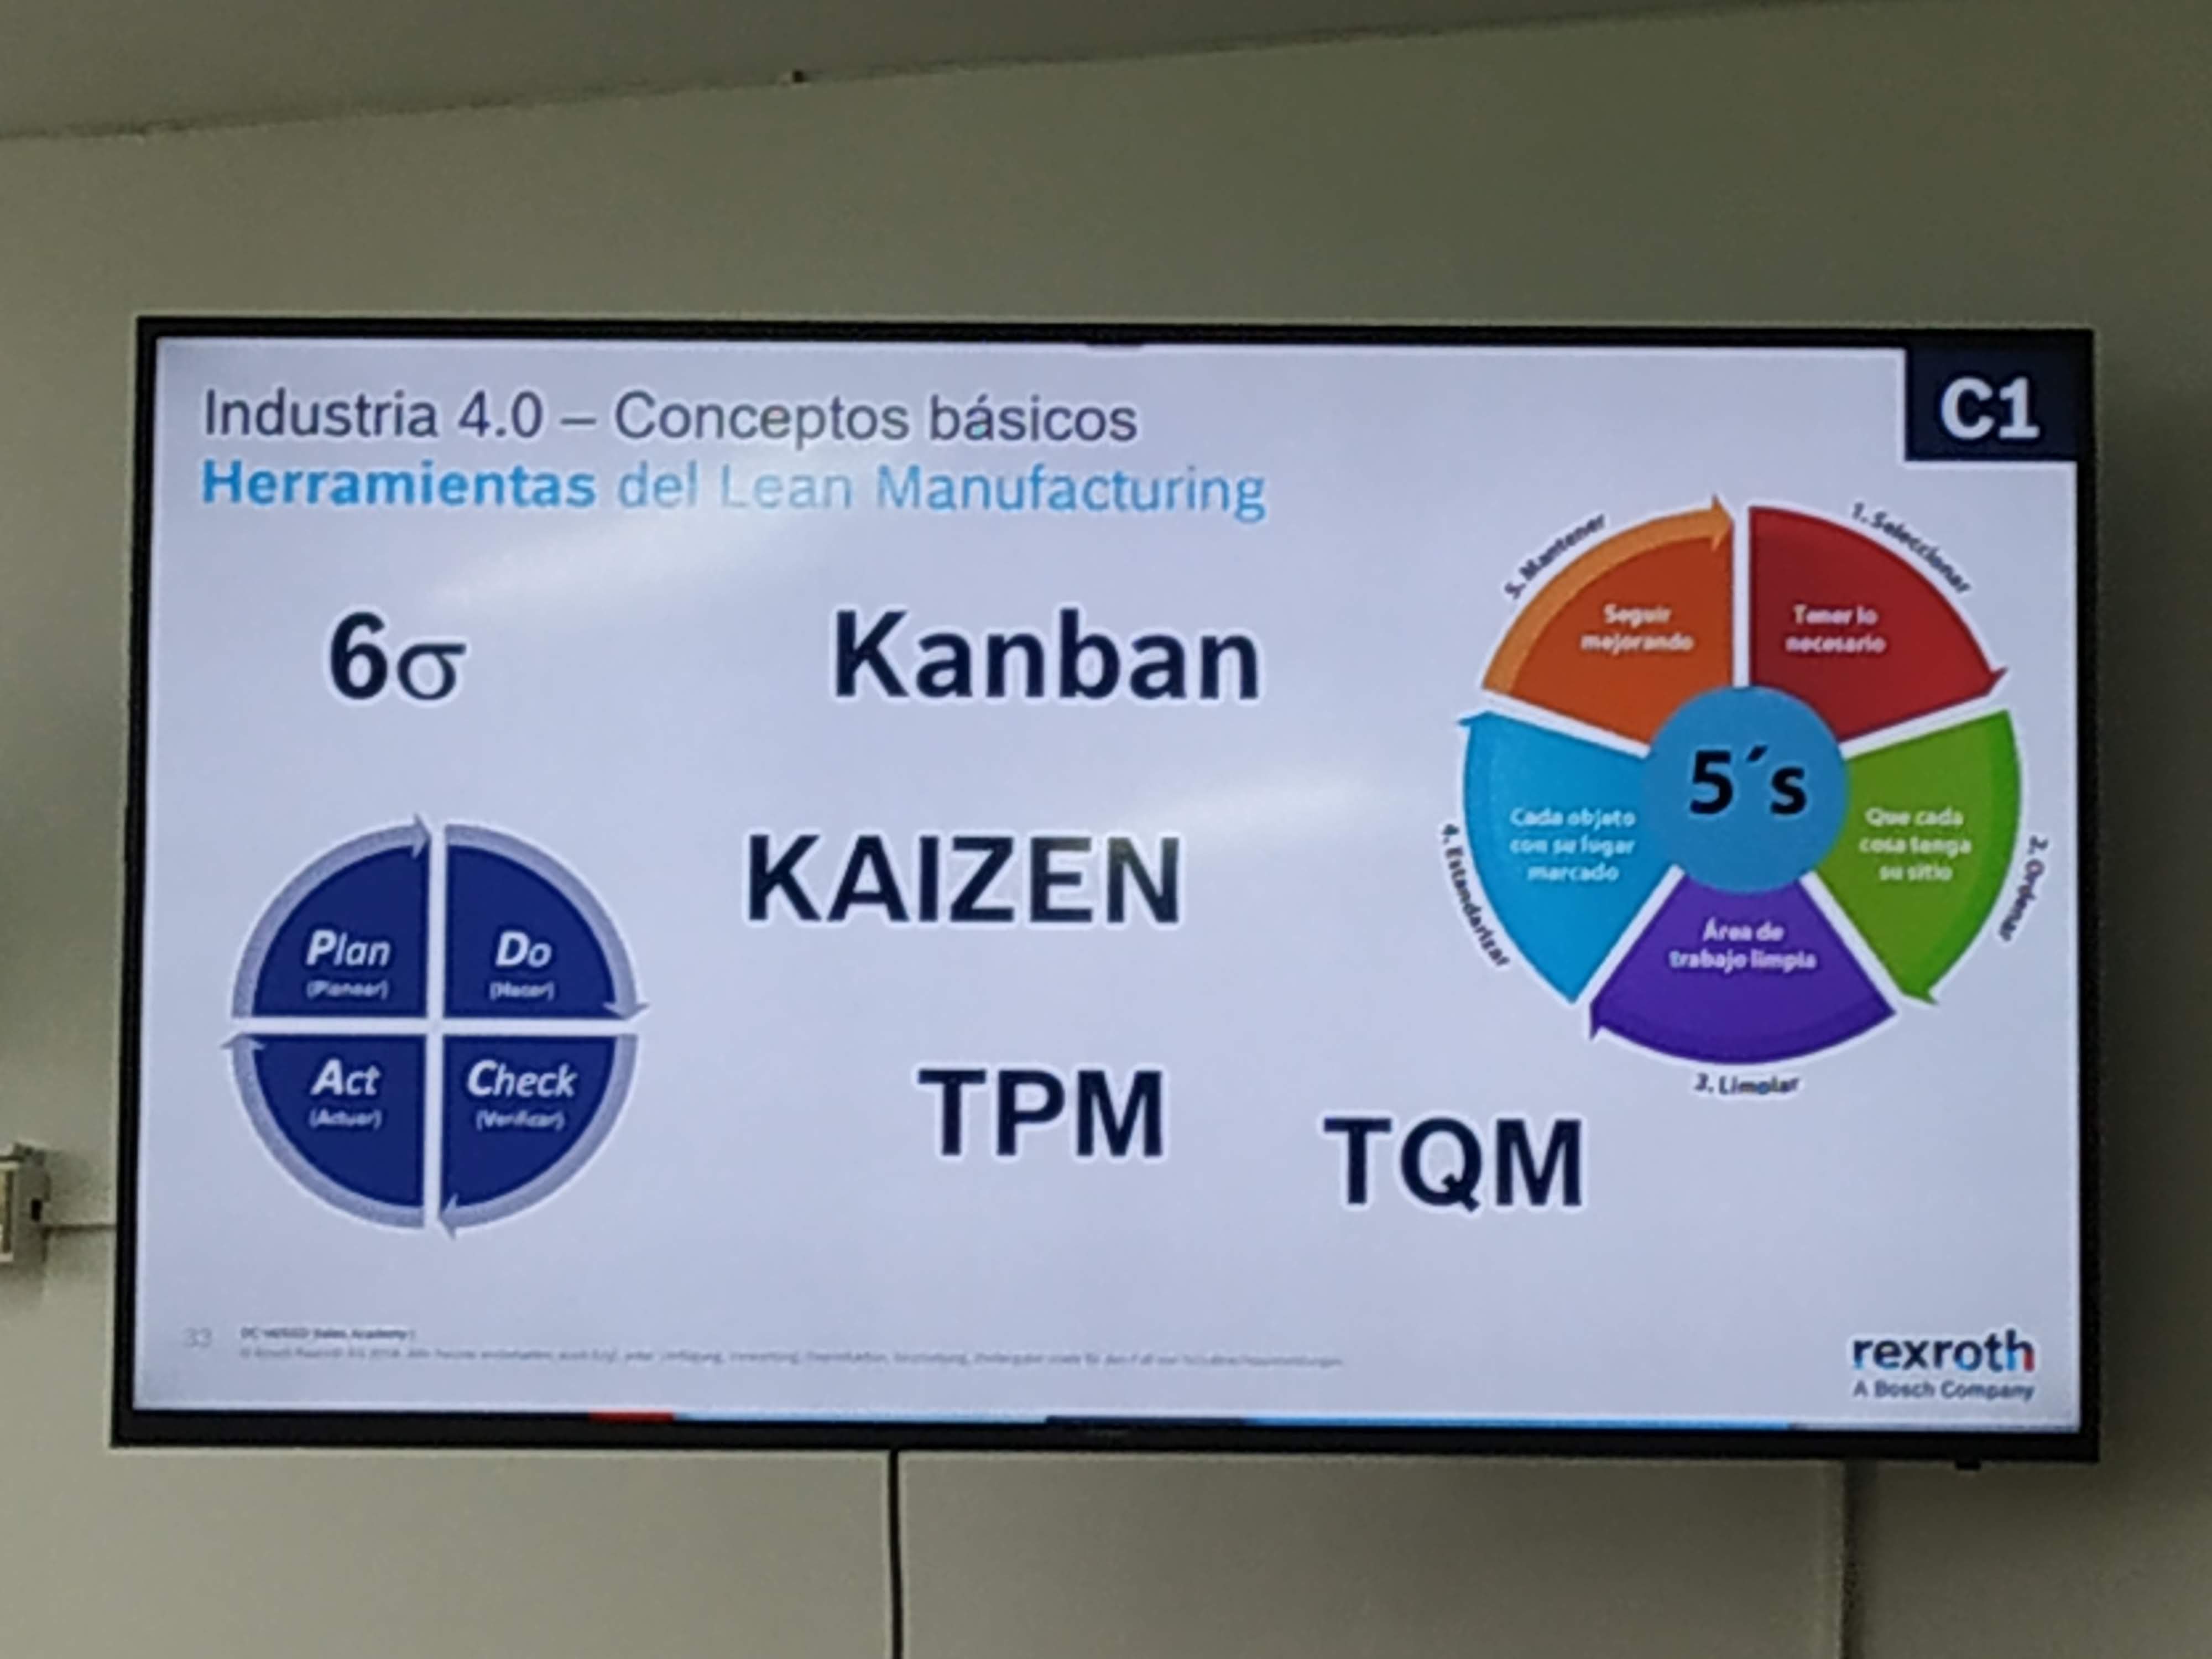 C1
Industria 4.0 – Conceptos básicos
Herramientas del Lean Manufacturing
6σ
Kanban
KAIZEN
TPM
TQM
Plan
(Planear)
Do
(Hacer)
Check
(Verificar)
Act
(Actuar)
5´s
1. Seleccionar
Tener lo
necesario
2. Ordenar
Que cada
cosa tenga
su sitio
3. Limpiar
Área de
trabajo limpia
4. Estandarizar
Cada objeto
con su lugar
marcado
5. Mantener
Seguir
mejorando
33
Sales Academy
rexroth
A Bosch Company